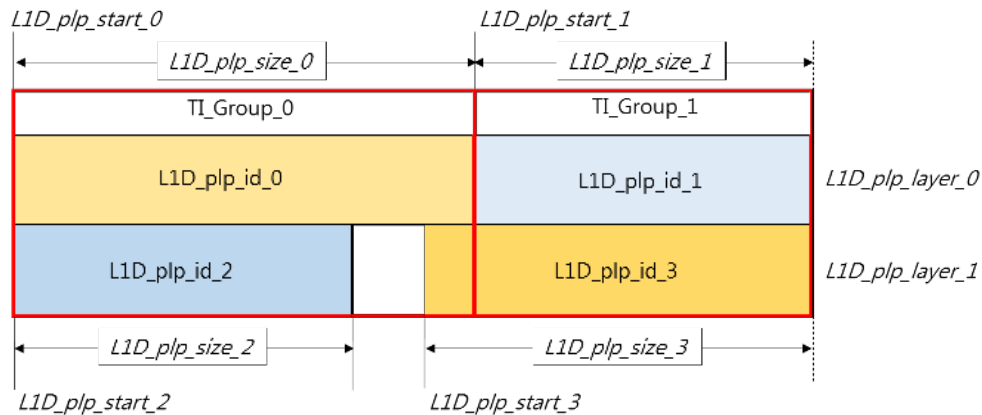 L1D_plp_start_0
L1D_plp_start_1
L1D_plp_size_0
L1D_plp_size_1
TI_Group_0
TI_Group_1
L1D_plp_id_0
L1D_plp_id_1
L1D_plp_layer_0
L1D_plp_id_2
L1D_plp_id_3
L1D_plp_layer_1
L1D_plp_size_2
L1D_plp_size_3
L1D_plp_start_2
L1D_plp_start_3